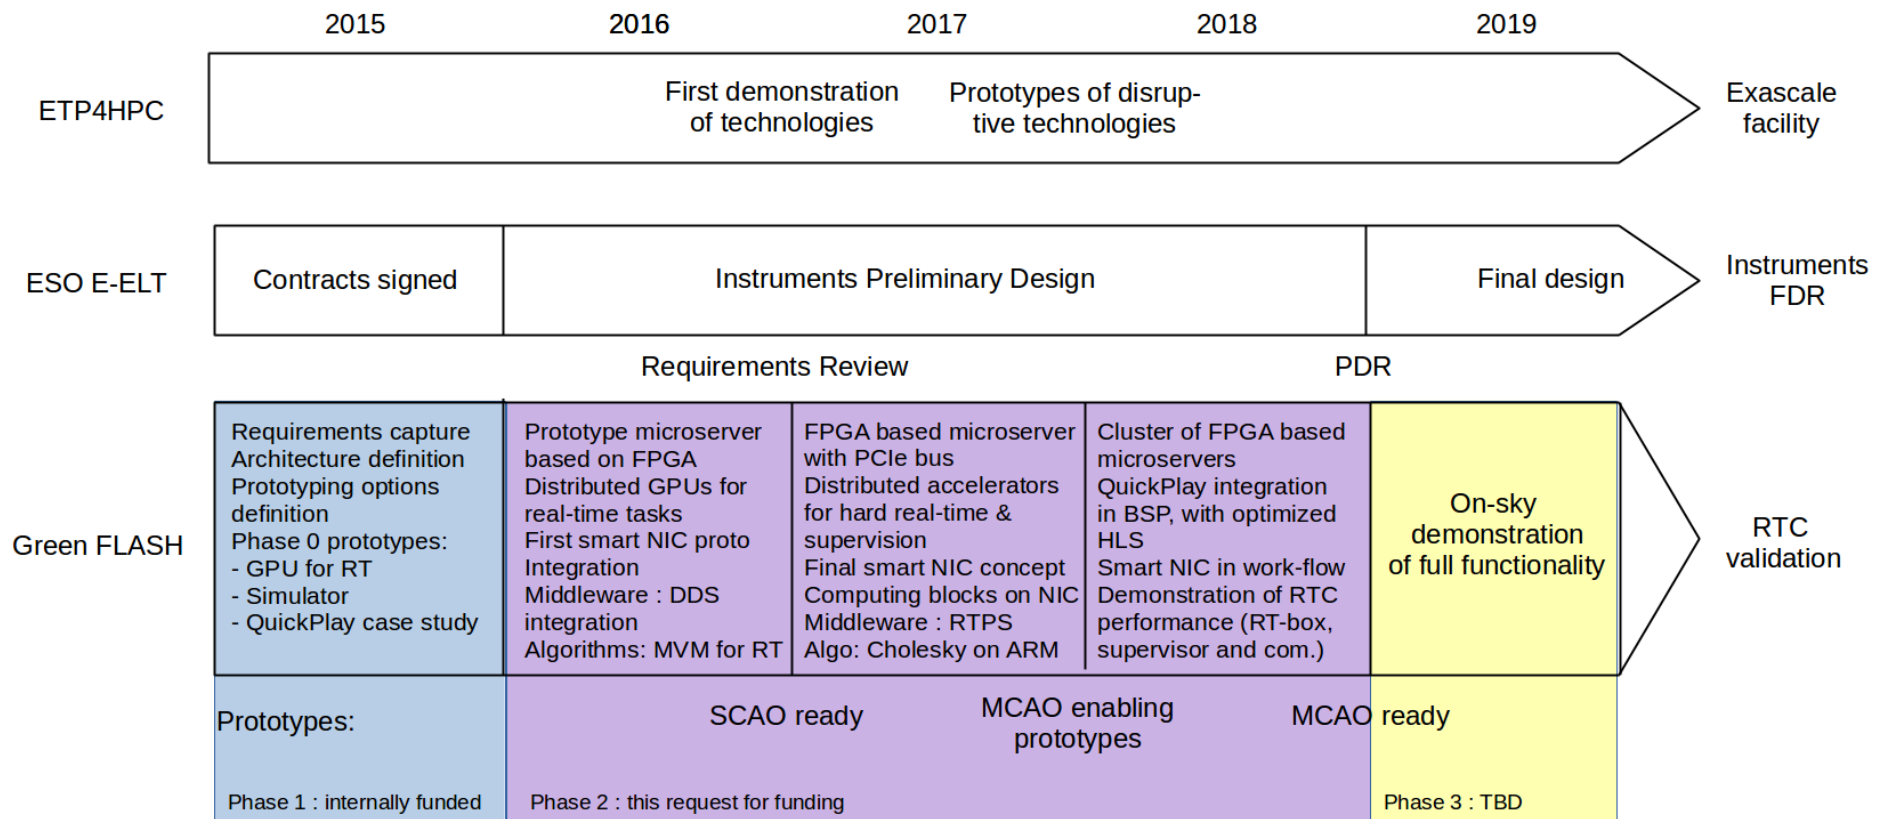 2015 2016 2017 2018 2019
ETP4HPC
First demonstration
of technologies
Prototypes of disrup-
tive technologies
Exascale
facility
ESO E-ELT
Contracts signed
Instruments Preliminary Design
Final design
Instruments
FDR
Requirements Review
PDR
Green FLASH
Requirements capture
Architecture definition
Prototyping options
definition
Phase 0 prototypes:
- GPU for RT
- Simulator
- QuickPlay case study
Prototype microserver
based on FPGA
Distributed GPUs for
real-time tasks
First smart NIC proto
Integration
Middleware : DDS
integration
Algorithms: MVM for RT
FPGA based microserver
with PCIe bus
Distributed accelerators
for hard real-time &
supervision
Final smart NIC concept
Computing blocks on NIC
Middleware : RTPS
Algo: Cholesky on ARM
Cluster of FPGA based
microservers
QuickPlay integration
in BSP, with optimized
HLS
Smart NIC in work-flow
Demonstration of RTC
performance (RT-box,
supervisor and com.)
On-sky
demonstration
of full functionality
RTC
validation
Prototypes:
SCAO ready
MCAO enabling
prototypes
MCAO ready
Phase 1 : internally funded
Phase 2 : this request for funding
Phase 3 : TBD